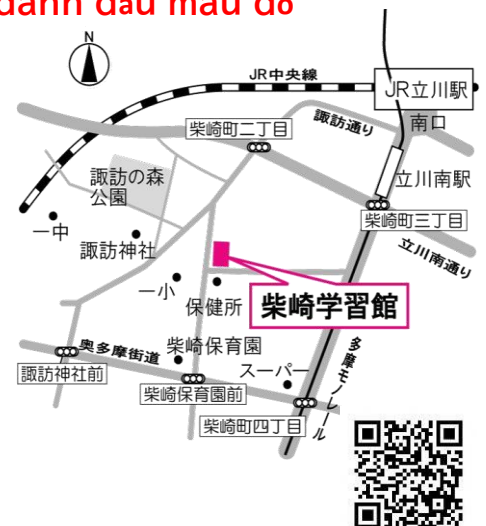 đánh dấu màu đỏ
N
JR中央線
JR立川駅
南口
諏訪通り
柴崎町二丁目
立川南駅
諏訪の森
公園
柴崎町三丁目
一中
諏訪神社
立川南通り
一小
保健所
柴崎学習館
奥多摩街道
柴崎保育園
多摩モノレール
諏訪神社前
スーパー
柴崎保育園前
柴崎町四丁目